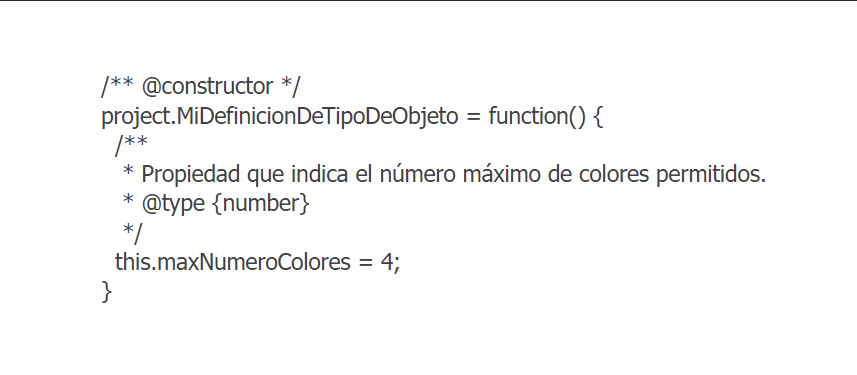 /** @constructor */
project.MiDefinicionDeTipoDeObjeto = function() {
  /**
   * Propiedad que indica el número máximo de colores permitidos.
   * @type {number}
   */
  this.maxNumeroColores = 4;
}